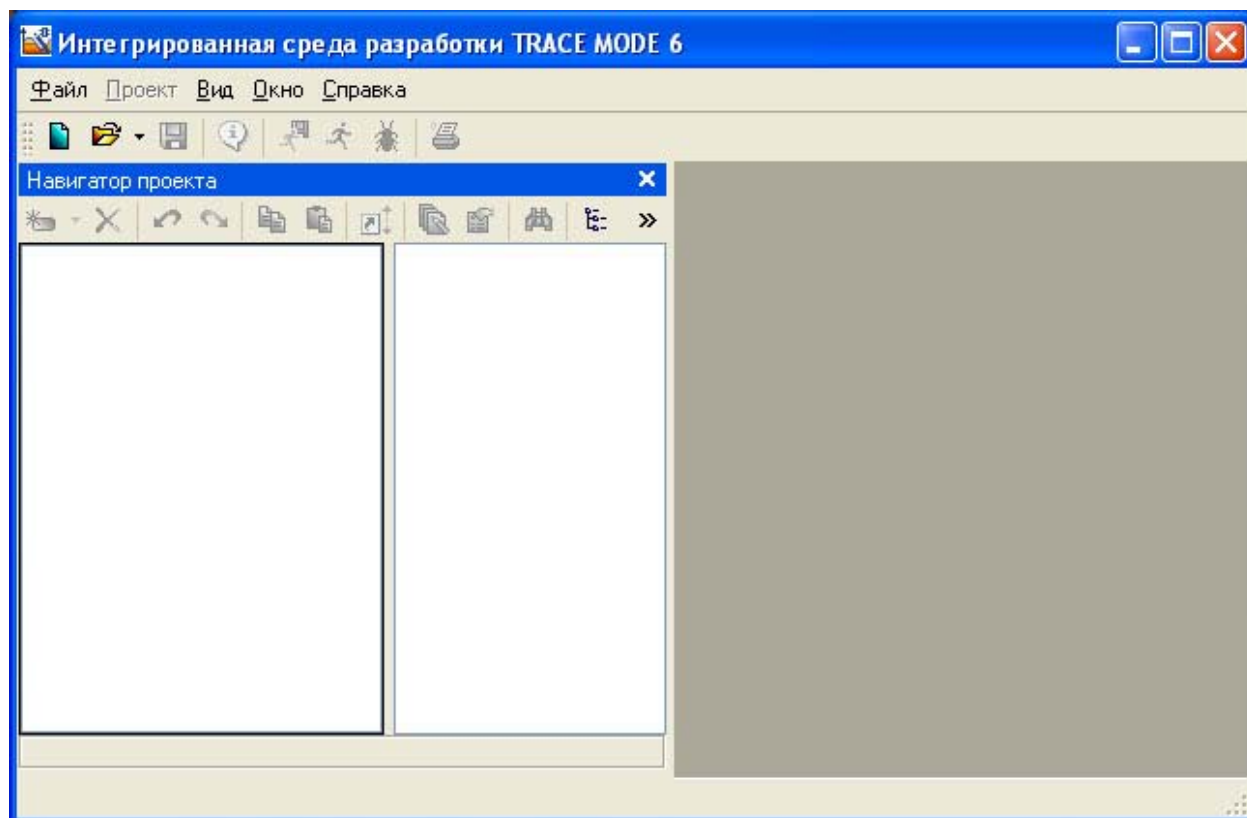 Интегрированная среда разработки TRACE MODE 6
Файл Проект Вид Окно Справка
Навигатор проекта